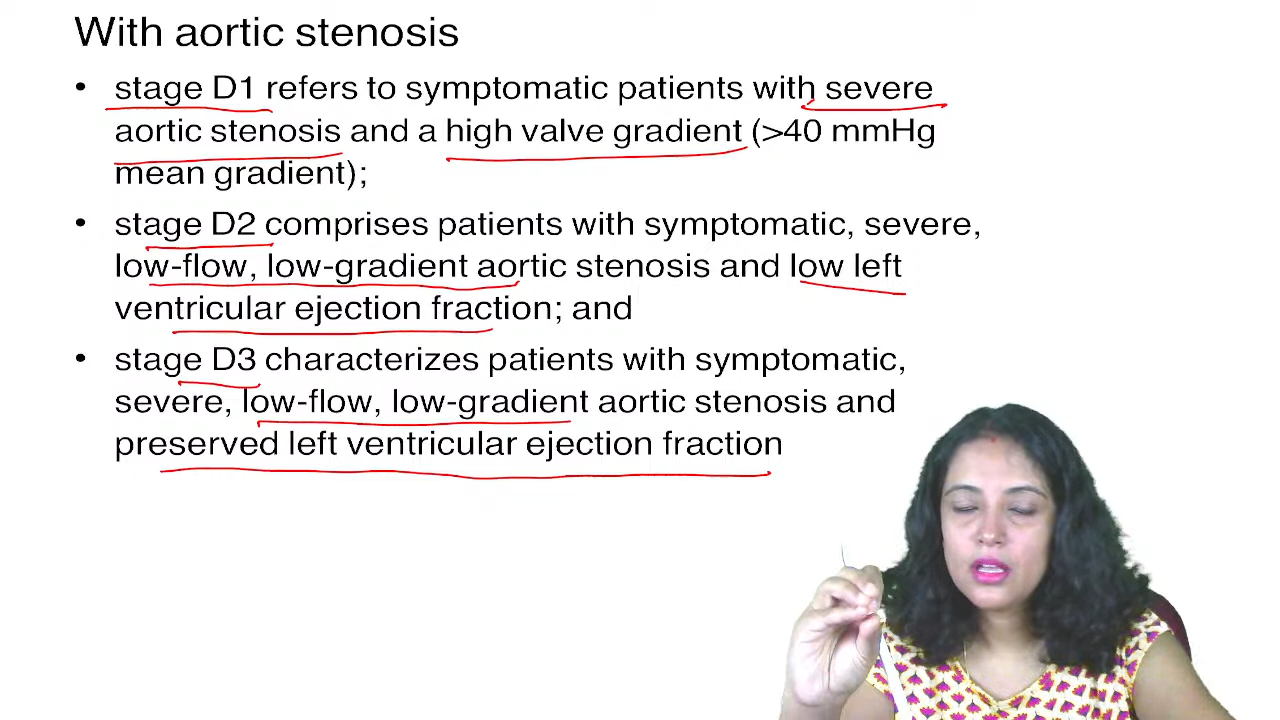 With aortic stenosis
• stage D1 refers to symptomatic patients with severe
aortic stenosis and a high valve gradient (>40 mmHg
mean gradient);
• stage D2 comprises patients with symptomatic, severe,
low-flow, low-gradient aortic stenosis and low left
ventricular ejection fraction; and
• stage D3 characterizes patients with symptomatic,
severe, low-flow, low-gradient aortic stenosis and
preserved left ventricular ejection fraction